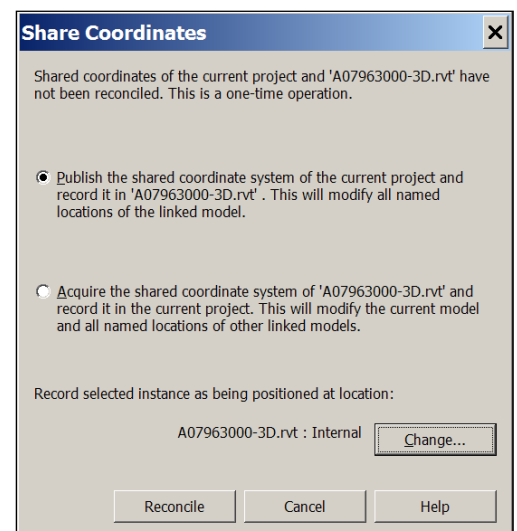 Share Coordinates
Shared coordinates of the current project and 'A07963000-3D.rvt' have
not been reconciled. This is a one-time operation.
Publish the shared coordinate system of the current project and
record it in 'A07963000-3D.rvt' . This will modify all named
locations of the linked model.
Acquire the shared coordinate system of 'A07963000-3D.rvt' and
record it in the current project. This will modify the current model
and all named locations of other linked models.
Record selected instance as being positioned at location:
A07963000-3D.rvt : Internal
Change...
Reconcile Cancel Help